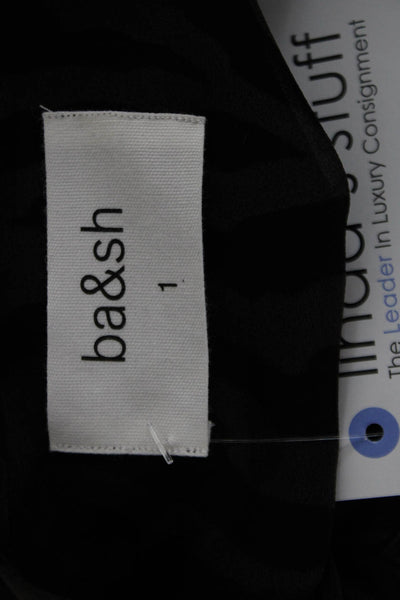 ba&sh
1
linda's stuff
The Leader In Luxury Consignment